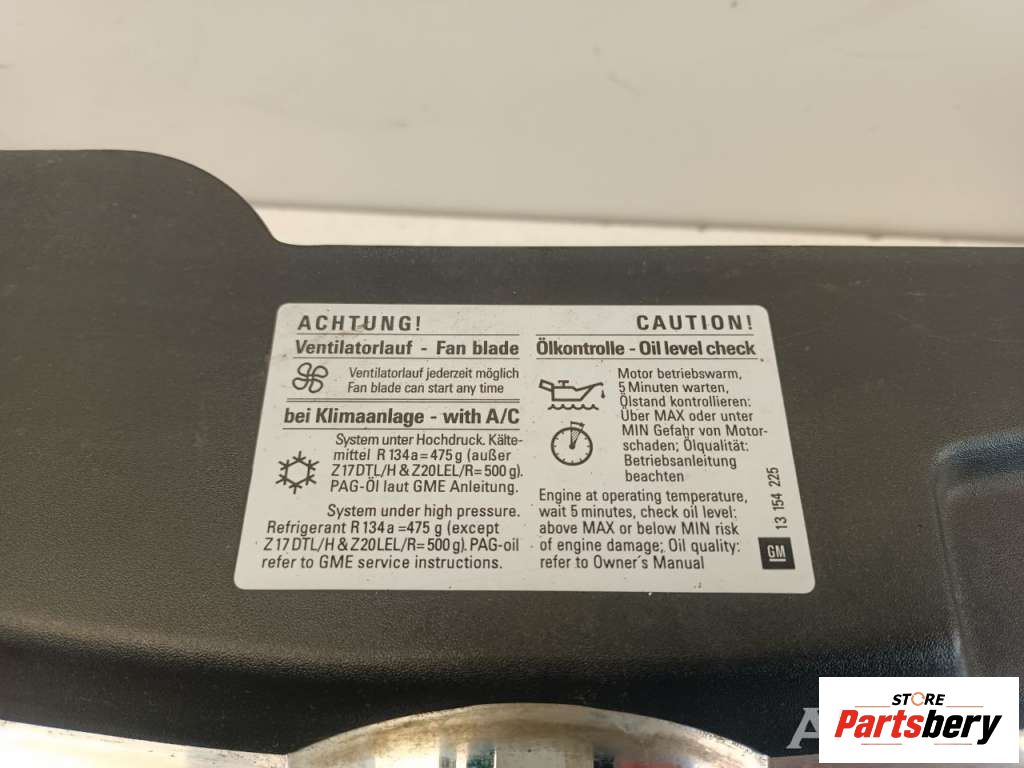 ACHTUNG!
Ventilatorlauf - Fan blade
Ventilatorlauf jederzeit möglich
Fan blade can start any time
bei Klimaanlage - with A/C
System unter Hochdruck. Kälte-
mittel R 134 a = 475 g (außer
Z17DTL/H & Z20LEL/R = 500 g).
PAG-Öl laut GME Anleitung.
System under high pressure.
Refrigerant R 134 a = 475 g (except
Z17DTL/H & Z20LEL/R = 500 g). PAG-oil
refer to GME service instructions.
CAUTION!
Ölkontrolle - Oil level check
Motor betriebswarm,
5 Minuten warten,
Ölstand kontrollieren:
Über MAX oder unter
MIN Gefahr von Motor-
schaden; Ölqualität:
Betriebsanleitung
beachten
Engine at operating temperature,
wait 5 minutes, check oil level:
above MAX or below MIN risk
of engine damage; Oil quality:
refer to Owner's Manual
13 154 225
GM
STORE
Partsbery